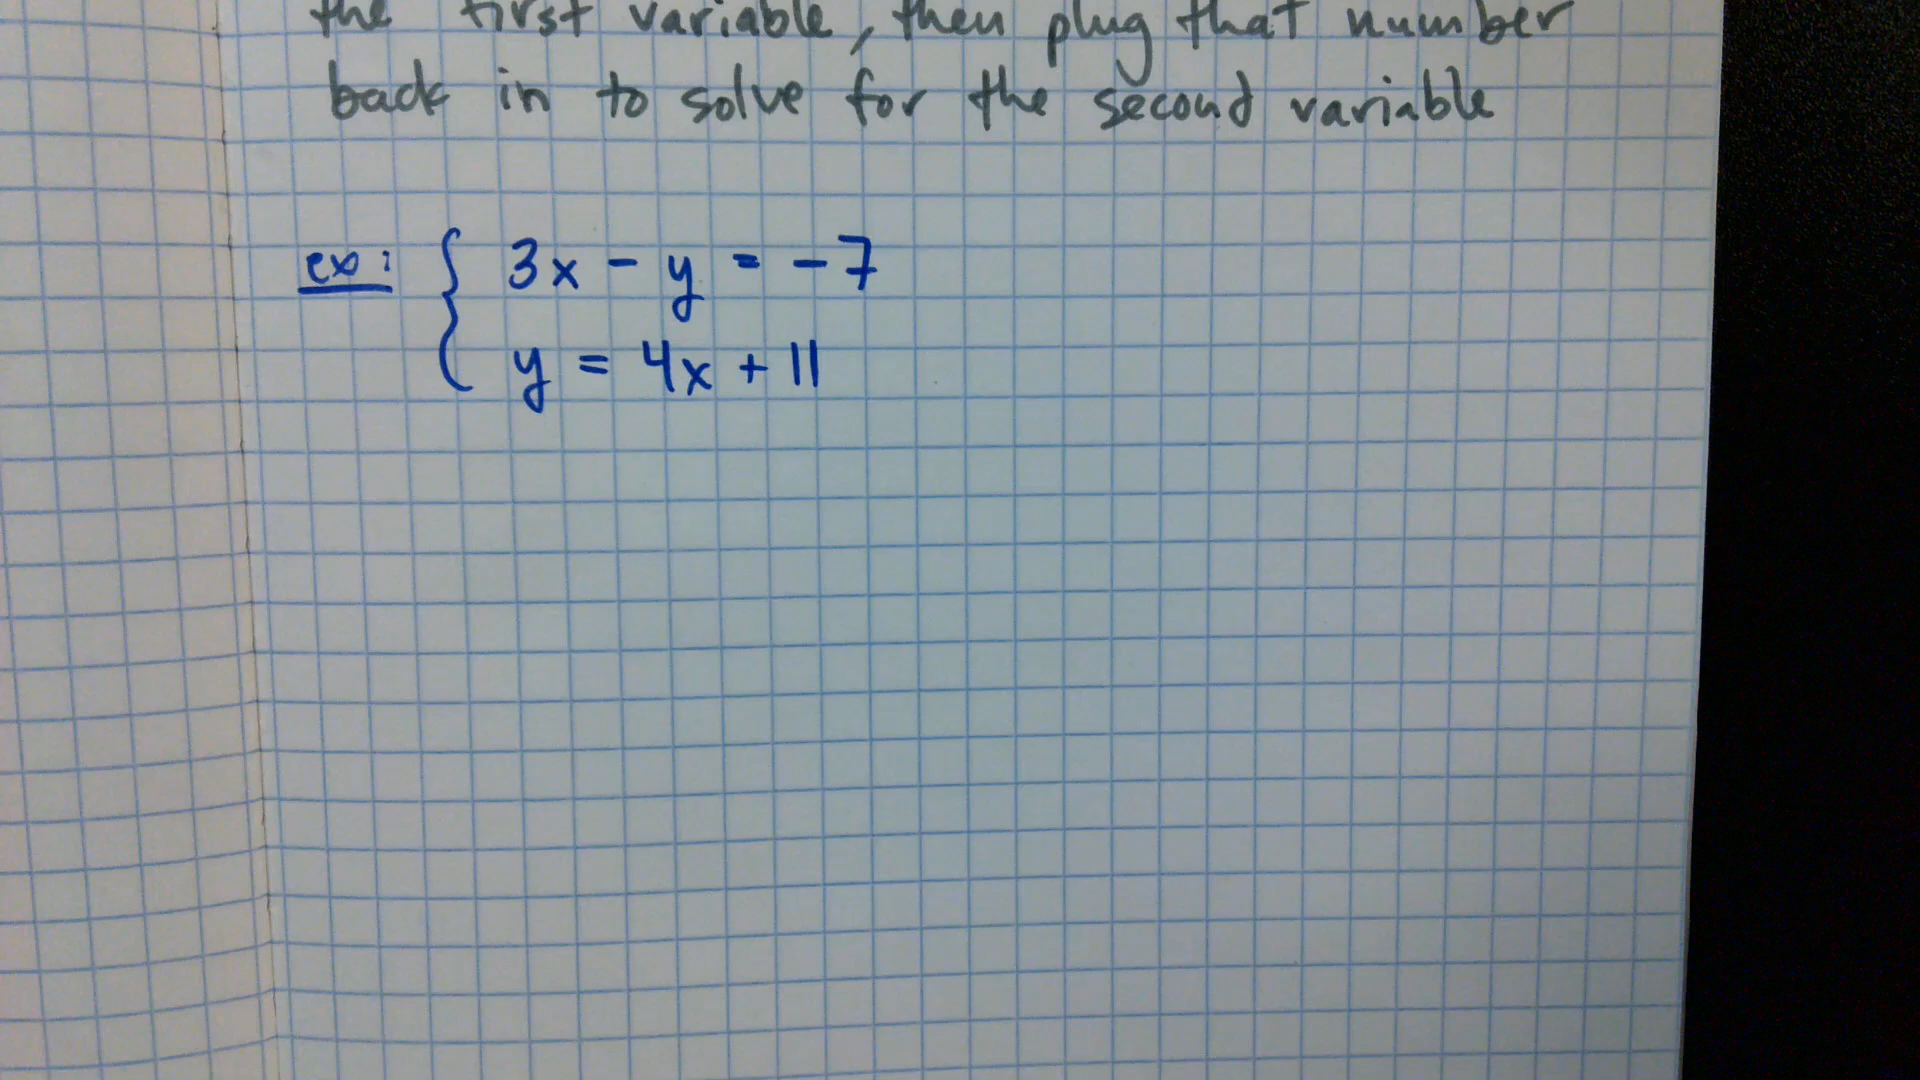 the first variable, then plug that number
back in to solve for the second variable
ex: { 3x - y = -7
y = 4x + 11